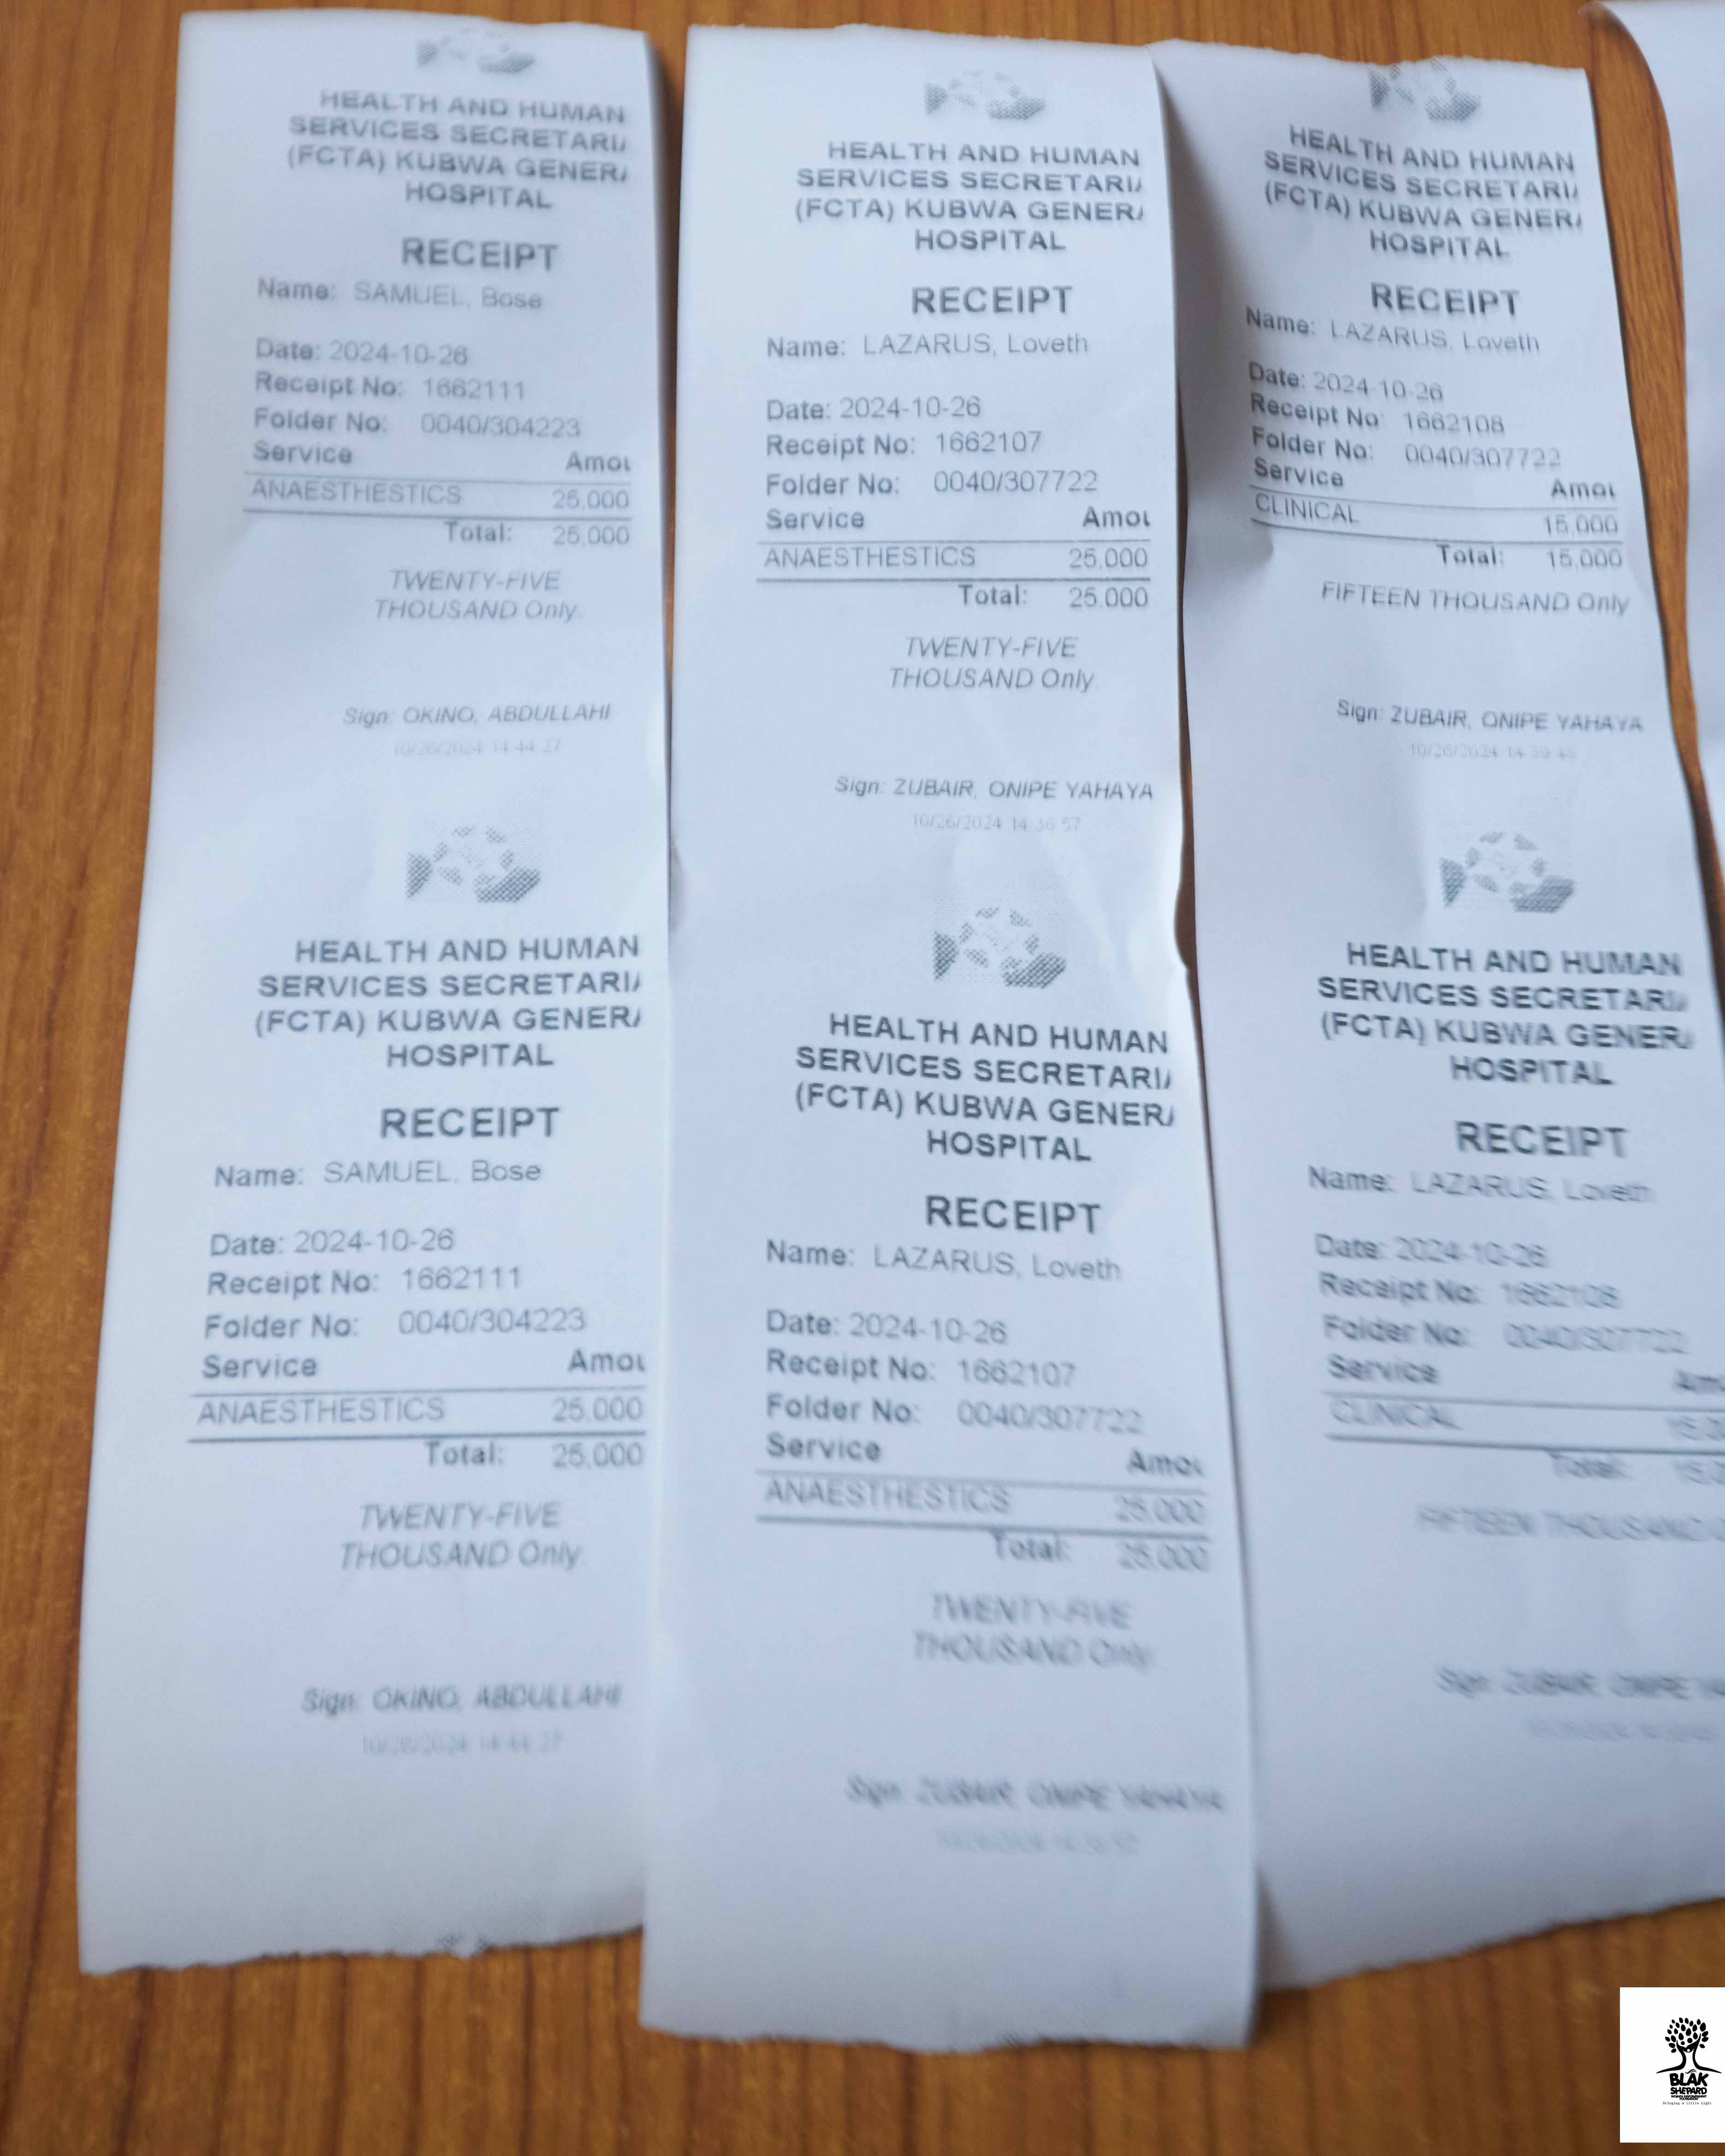 HEALTH AND HUMAN
SERVICES SECRETARI
(FCTA) KUBWA GENER
HOSPITAL
RECEIPT
Name: SAMUEL, Bose
Date: 2024-10-26
Receipt No: 1662111
Folder No: 0040/304223
Service Amou
ANAESTHESTICS 25,000
Total: 25,000
TWENTY-FIVE
THOUSAND Only.
Sign: OKINO, ABDULLAHI
10/26/2024 14:44:27
HEALTH AND HUMAN
SERVICES SECRETARI
(FCTA) KUBWA GENER
HOSPITAL
RECEIPT
Name: SAMUEL, Bose
Date: 2024-10-26
Receipt No: 1662111
Folder No: 0040/304223
Service Amou
ANAESTHESTICS 25,000
Total: 25,000
TWENTY-FIVE
THOUSAND Only.
Sign: OKINO, ABDULLAHI
10/26/2024 14:44:27
HEALTH AND HUMAN
SERVICES SECRETARI
(FCTA) KUBWA GENER
HOSPITAL
RECEIPT
Name: LAZARUS, Loveth
Date: 2024-10-26
Receipt No: 1662107
Folder No: 0040/307722
Service Amou
ANAESTHESTICS 25,000
Total: 25,000
TWENTY-FIVE
THOUSAND Only.
Sign: ZUBAIR, ONIPE YAHAYA
10/26/2024
HEALTH AND HUMAN
SERVICES SECRETARI
(FCTA) KUBWA GENER
HOSPITAL
RECEIPT
Name: LAZARUS, Loveth
Date: 2024-10-26
Receipt No: 1662107
Folder No: 0040/307722
Service Amou
ANAESTHESTICS 25,000
Total: 25,000
TWENTY-FIVE
THOUSAND Only.
Sign: ZUBAIR, ONIPE YAHAYA
HEALTH AND HUMAN
SERVICES SECRETARI
(FCTA) KUBWA GENER
HOSPITAL
RECEIPT
Name: LAZARUS, Loveth
Date: 2024-10-26
Receipt No: 1662108
Folder No: 0040/307722
Service Amou
CLINICAL 15,000
Total: 15,000
FIFTEEN THOUSAND Only
Sign: ZUBAIR, ONIPE YAHAYA
10/26/2024
HEALTH AND HUMAN
SERVICES SECRETARI
(FCTA) KUBWA GENER
HOSPITAL
RECEIPT
Name: LAZARUS, Loveth
Date: 2024-10-26
Receipt No: 1662108
Folder No: 0040/307722
Service Am
CLINICAL 15,0
Total: 15,0
FIFTEEN THOUSAND O
Sign: ZUBAIR, ONIPE YA
BLAK
SHEPARD
Bringing a Little Light